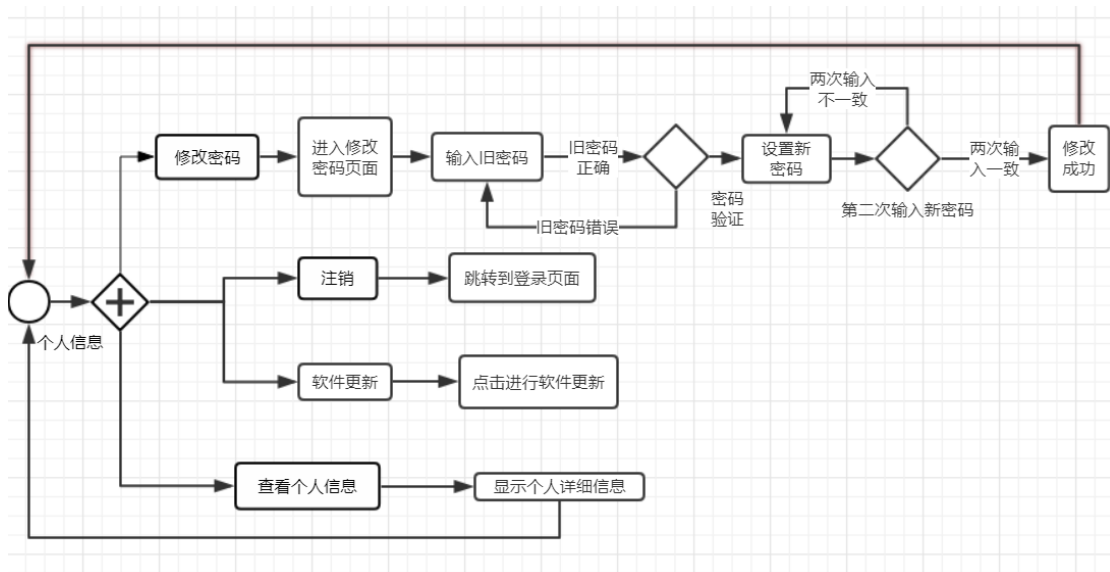 两次输入
不一致
修改密码
进入修改
密码页面
输入旧密码
旧密码
正确
设置新
密码
两次输
入一致
修改
成功
密码
验证
第二次输入新密码
旧密码错误
注销
跳转到登录页面
个人信息
软件更新
点击进行软件更新
查看个人信息
显示个人详细信息